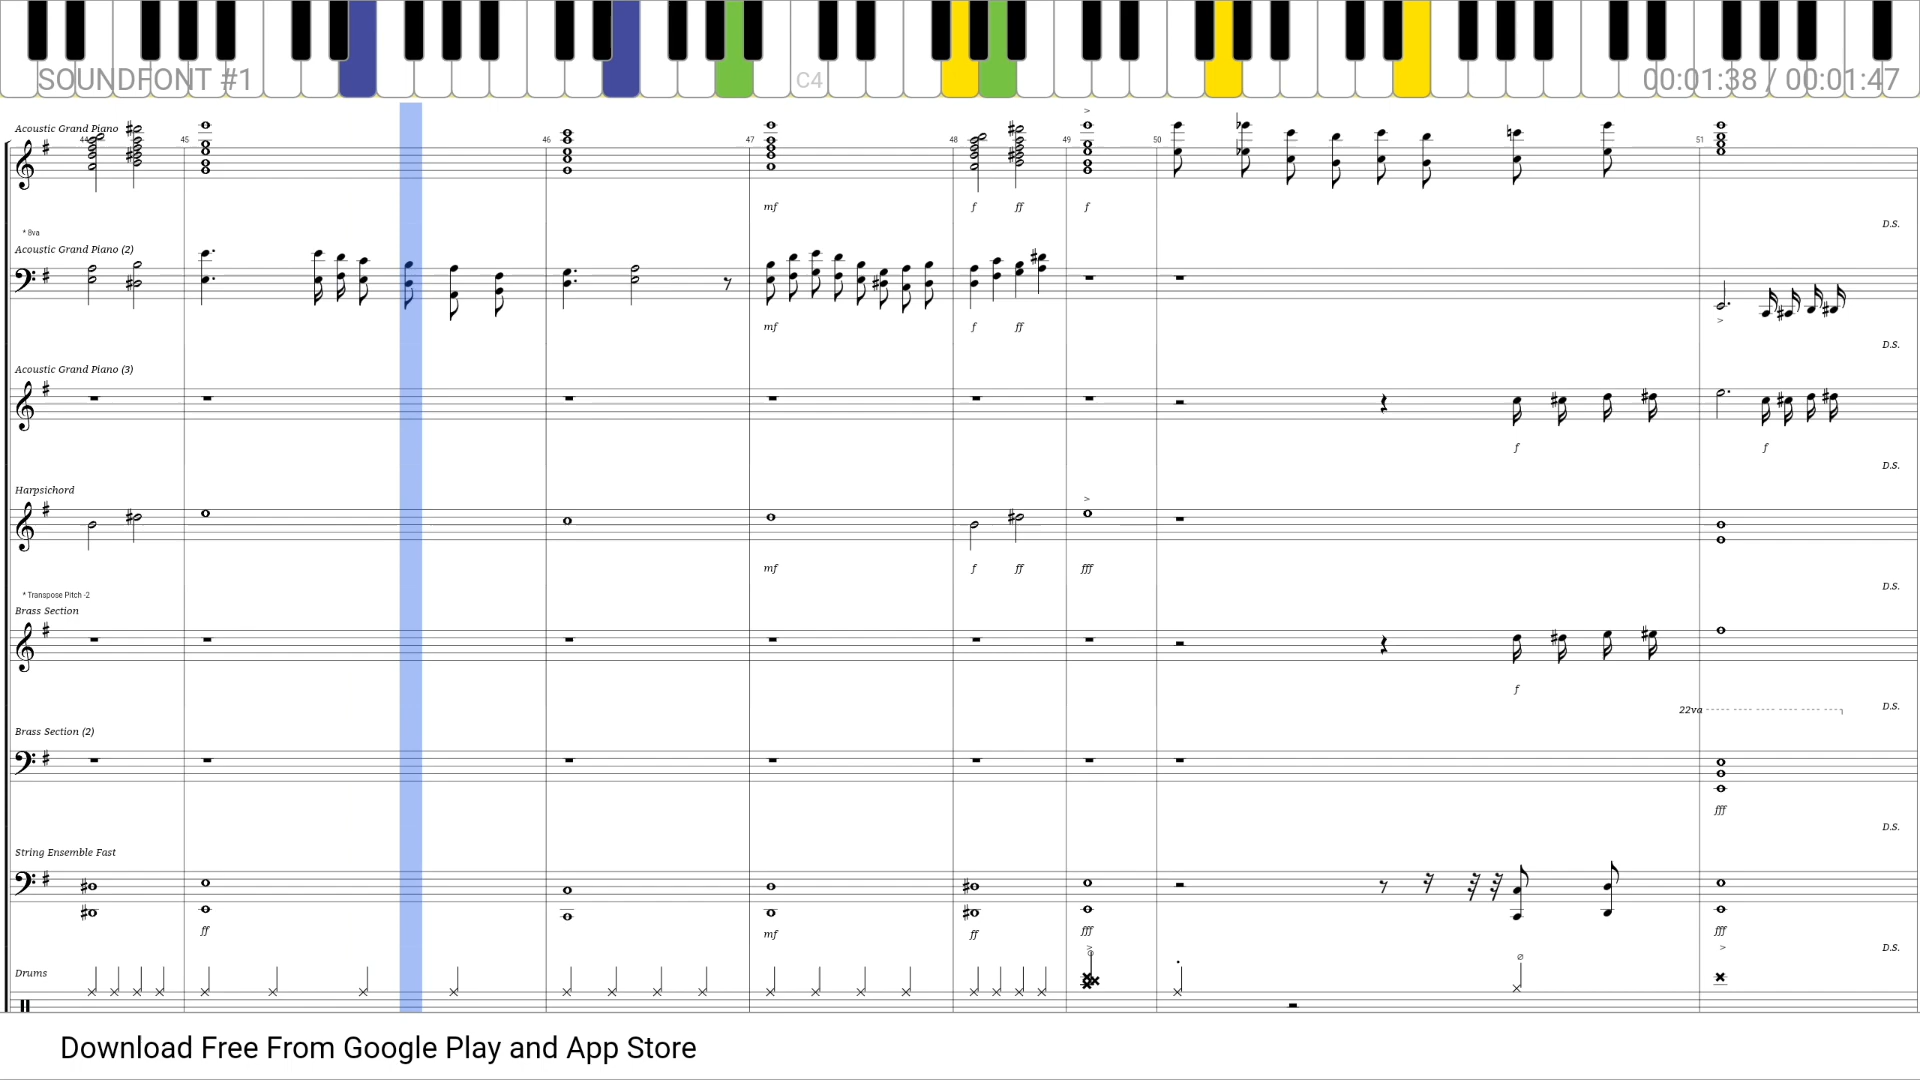 SOUNDFONT #1
C4
00:01:38 / 00:01:47
Acoustic Grand Piano
44 45 46 47 48 49 50 51
mf f ff f
D.S.
* 8va
Acoustic Grand Piano (2)
mf f ff
D.S.
Acoustic Grand Piano (3)
f f
D.S.
Harpsichord
mf f ff fff
D.S.
* Transpose Pitch -2
Brass Section
f
D.S.
22va
Brass Section (2)
fff
D.S.
String Ensemble Fast
ff mf ff fff fff
D.S.
Drums
Download Free From Google Play and App Store